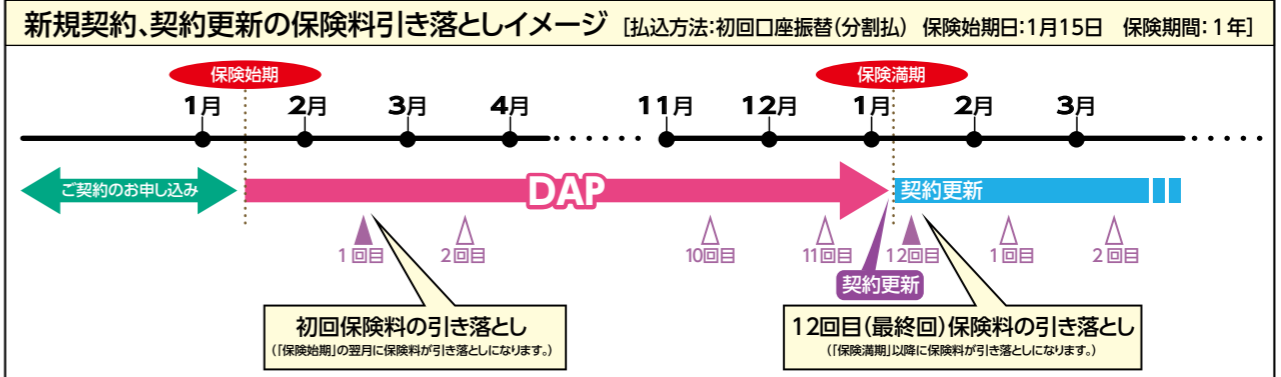 新規契約、契約更新の保険料引き落としイメージ [払込方法：初回口座振替（分割払） 保険始期日：1月15日 保険期間：1年]
保険始期
保険満期
1月 2月 3月 4月 11月 12月 1月 2月 3月
ご契約のお申し込み
DAP
契約更新
1回目 2回目 10回目 11回目 12回目 1回目 2回目
契約更新
初回保険料の引き落とし
（「保険始期」の翌月に保険料が引き落としになります。）
12回目（最終回）保険料の引き落とし
（「保険満期」以降に保険料が引き落としになります。）